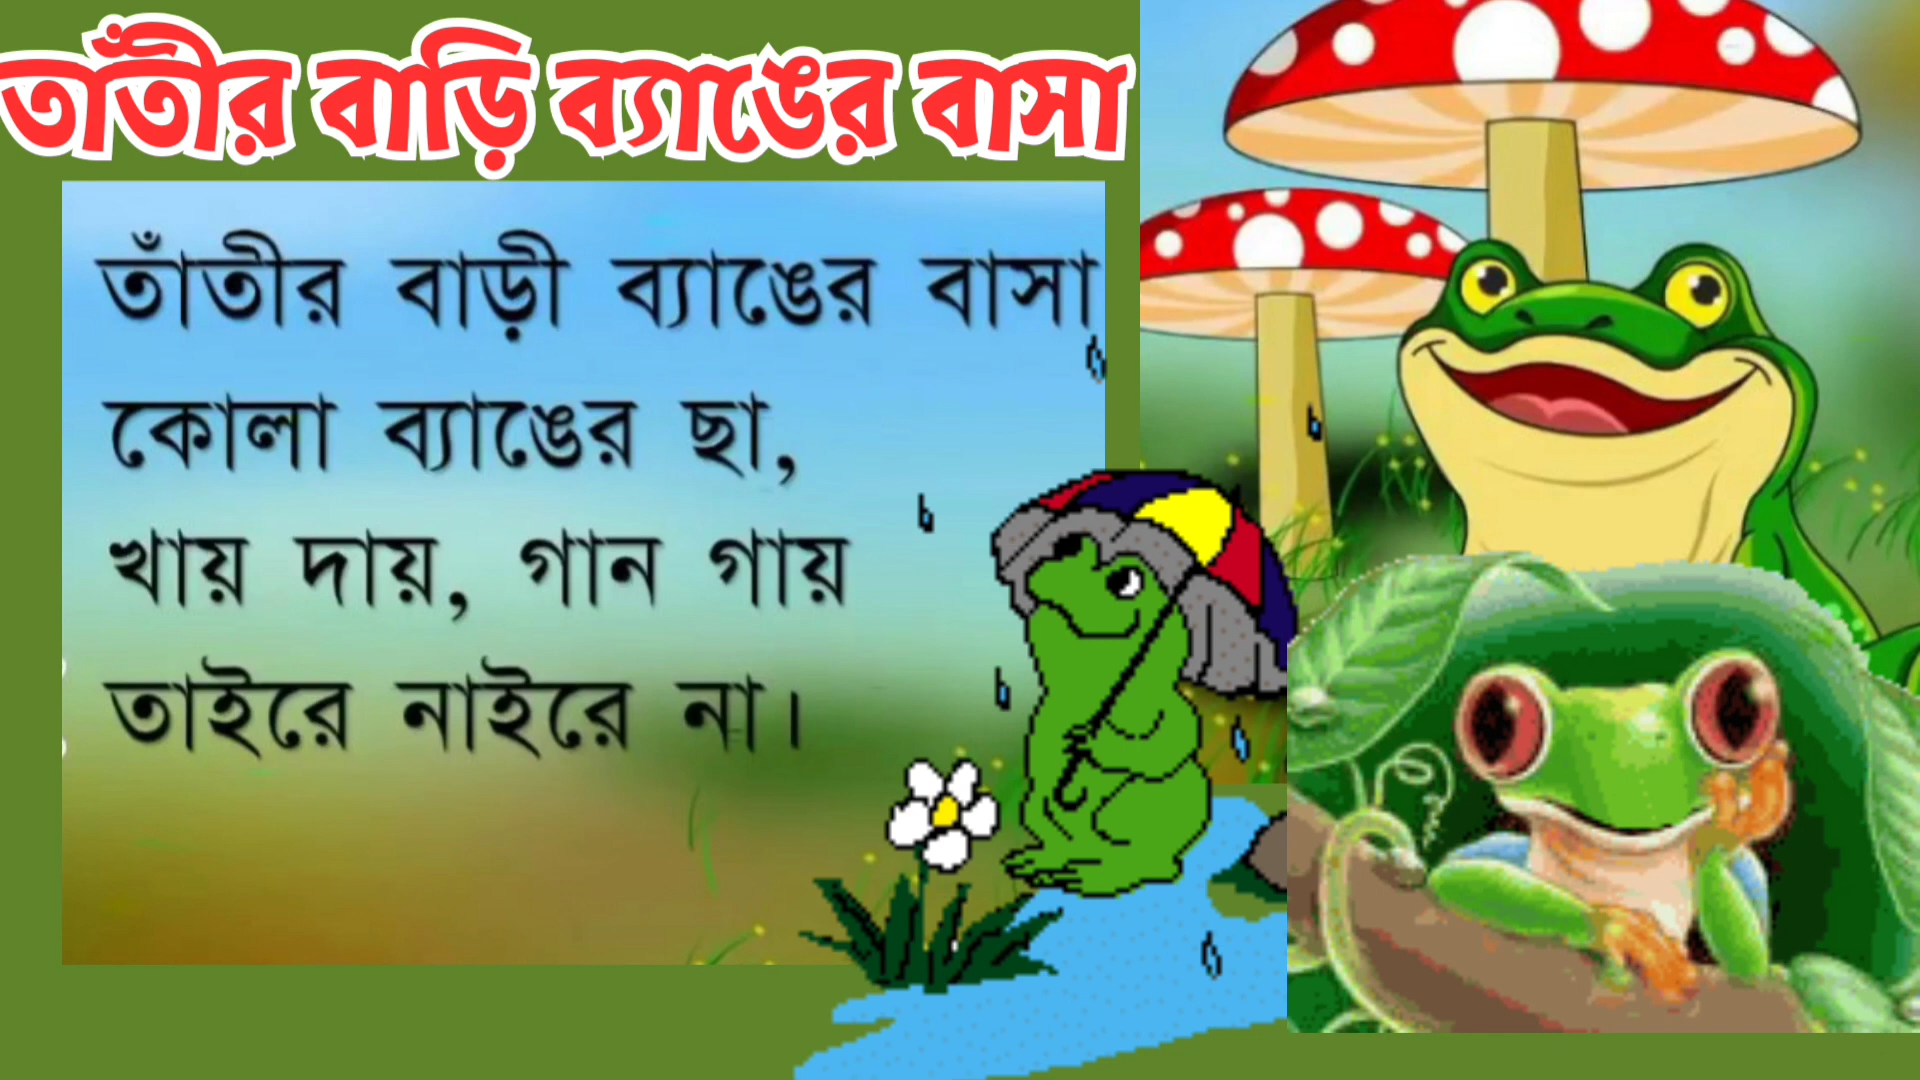 তাঁতীর বাড়ি ব্যাঙের বাসা
তাঁতীর বাড়ী ব্যাঙের বাসা
কোলা ব্যাঙের ছা,
খায় দায়, গান গায়
তাইরে নাইরে না।